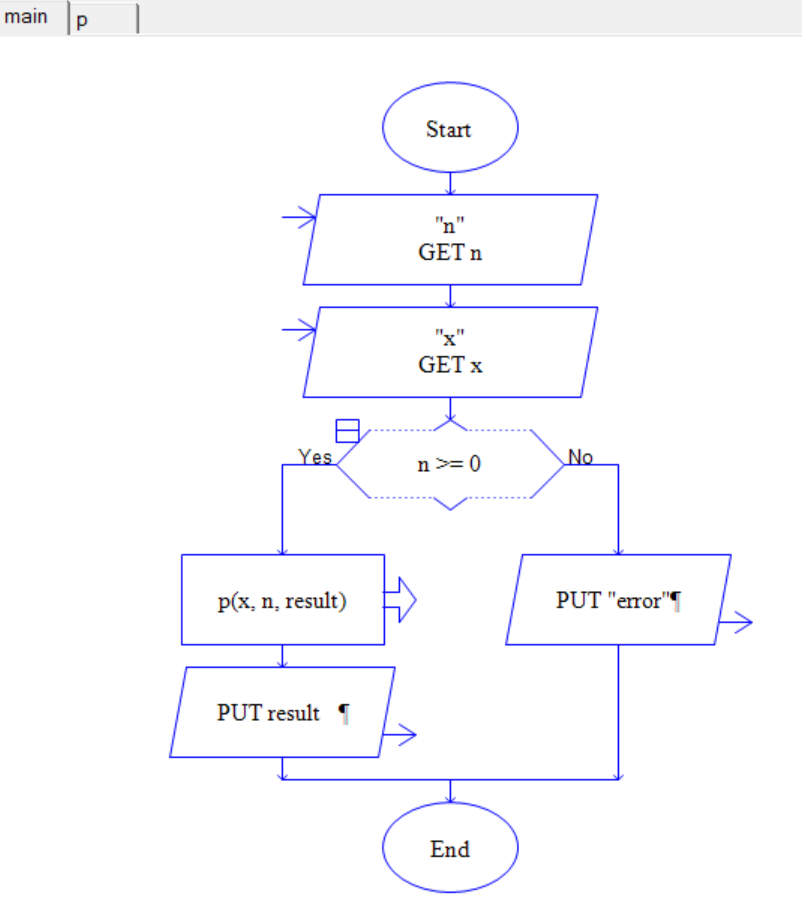 main
p
Start
"n"
GET n
"x"
GET x
Yes
n >= 0
No
p(x, n, result)
PUT "error"¶
PUT result ¶
End